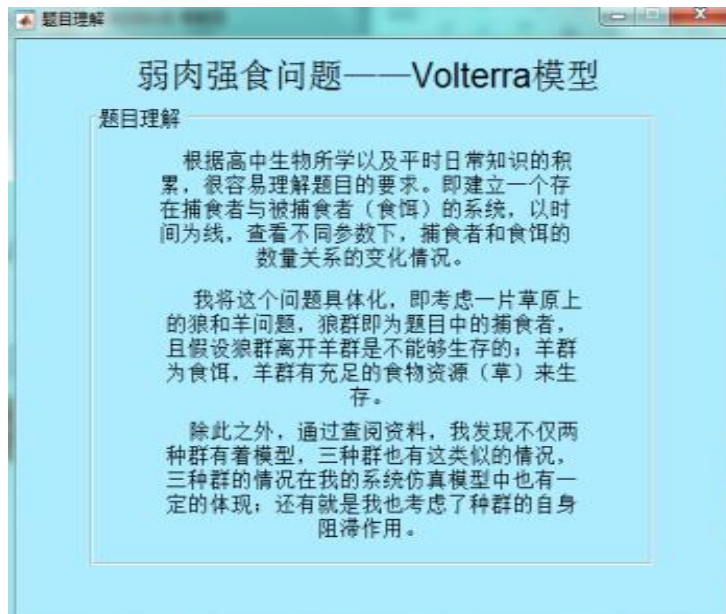 题目理解
弱肉强食问题——Volterra模型
题目理解
根据高中生物所学以及平时日常知识的积
累，很容易理解题目的要求。即建立一个存
在捕食者与被捕食者（食饵）的系统，以时
间为线，查看不同参数下，捕食者和食饵的
数量关系的变化情况。
我将这个问题具体化，即考虑一片草原上
的狼和羊问题，狼群即为题目中的捕食者，
且假设狼群离开羊群是不能够生存的；羊群
为食饵，羊群有充足的食物资源（草）来生
存。
除此之外，通过查阅资料，我发现不仅两
种群有着模型，三种群也有这类似的情况，
三种群的情况在我的系统仿真模型中也有一
定的体现；还有就是我也考虑了种群的自身
阻滞作用。